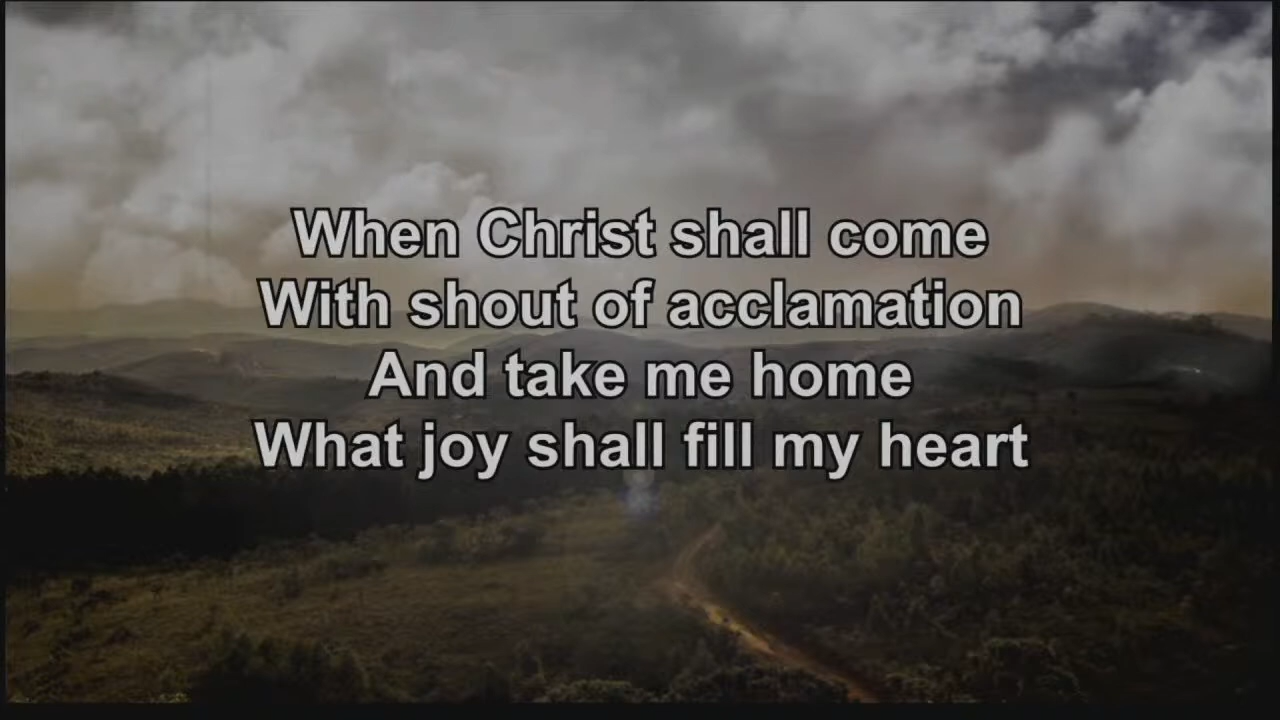 When Christ shall come
With shout of acclamation
And take me home
What joy shall fill my heart